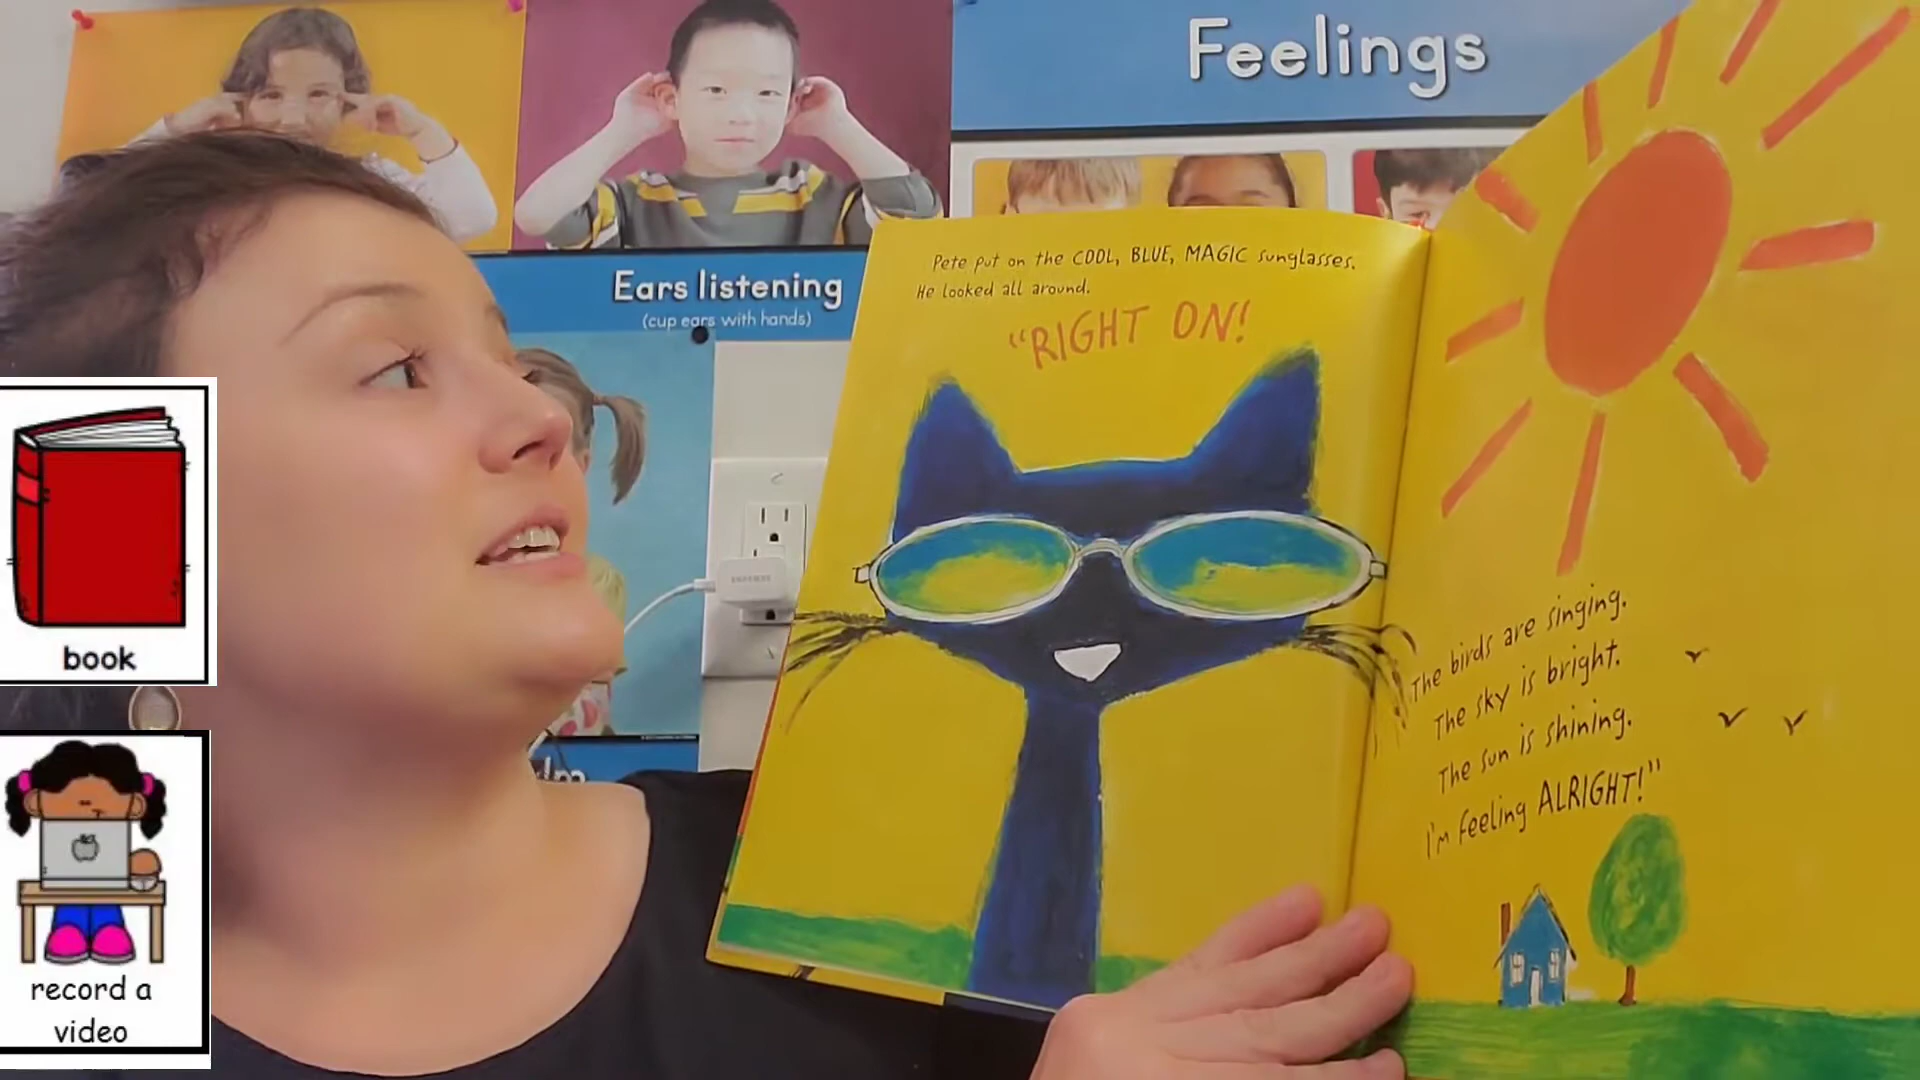 Feelings
Ears listening
(cup ears with hands)
Pete put on the COOL, BLUE, MAGIC sunglasses.
He looked all around.
"RIGHT ON!
The birds are singing.
The sky is bright.
The sun is shining.
I'm feeling ALRIGHT!"
book
record a
video